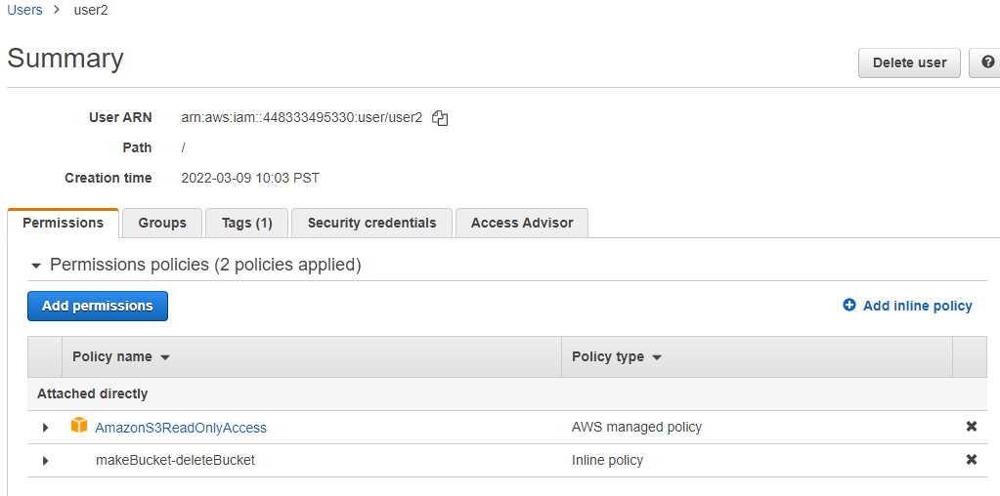 Users > user2
Summary
Delete user
User ARN arn:aws:iam::448333495330:user/user2
Path /
Creation time 2022-03-09 10:03 PST
Permissions Groups Tags (1) Security credentials Access Advisor
Permissions policies (2 policies applied)
Add permissions Add inline policy
Policy name Policy type
Attached directly
AmazonS3ReadOnlyAccess AWS managed policy
makeBucket-deleteBucket Inline policy